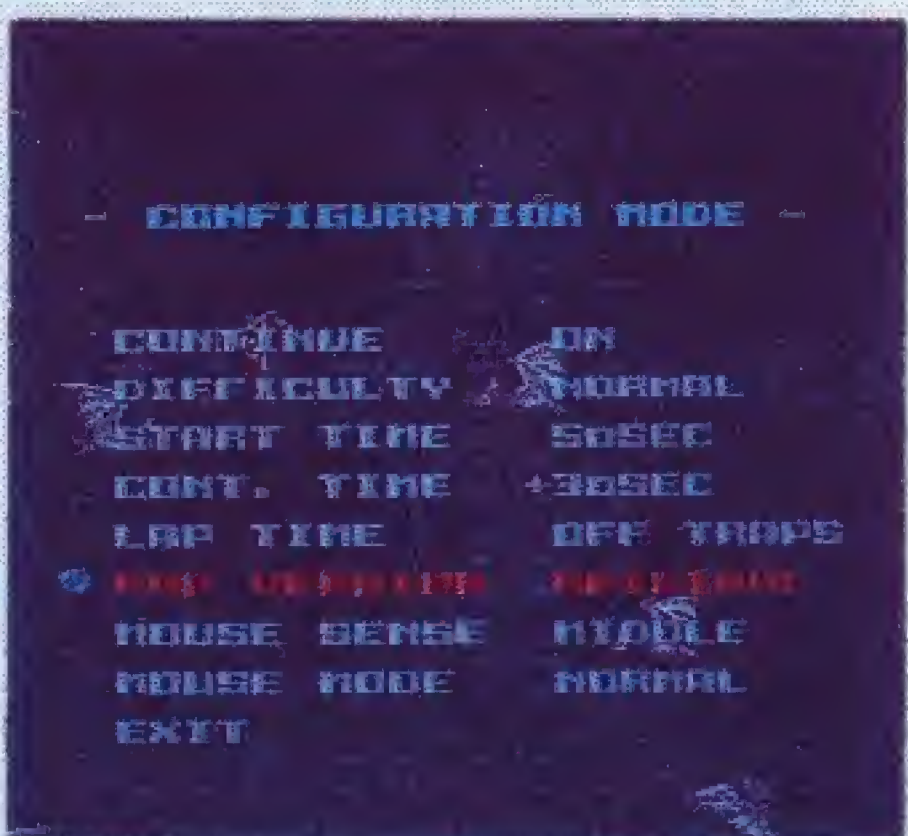 - CONFIGURATION MODE -
CONTINUE ON
DIFFICULTY NORMAL
START TIME 50SEC
CONT. TIME +30SEC
LAP TIME OFF TRAPS
MOUSE SENSE MIDDLE
MOUSE MODE NORMAL
EXIT